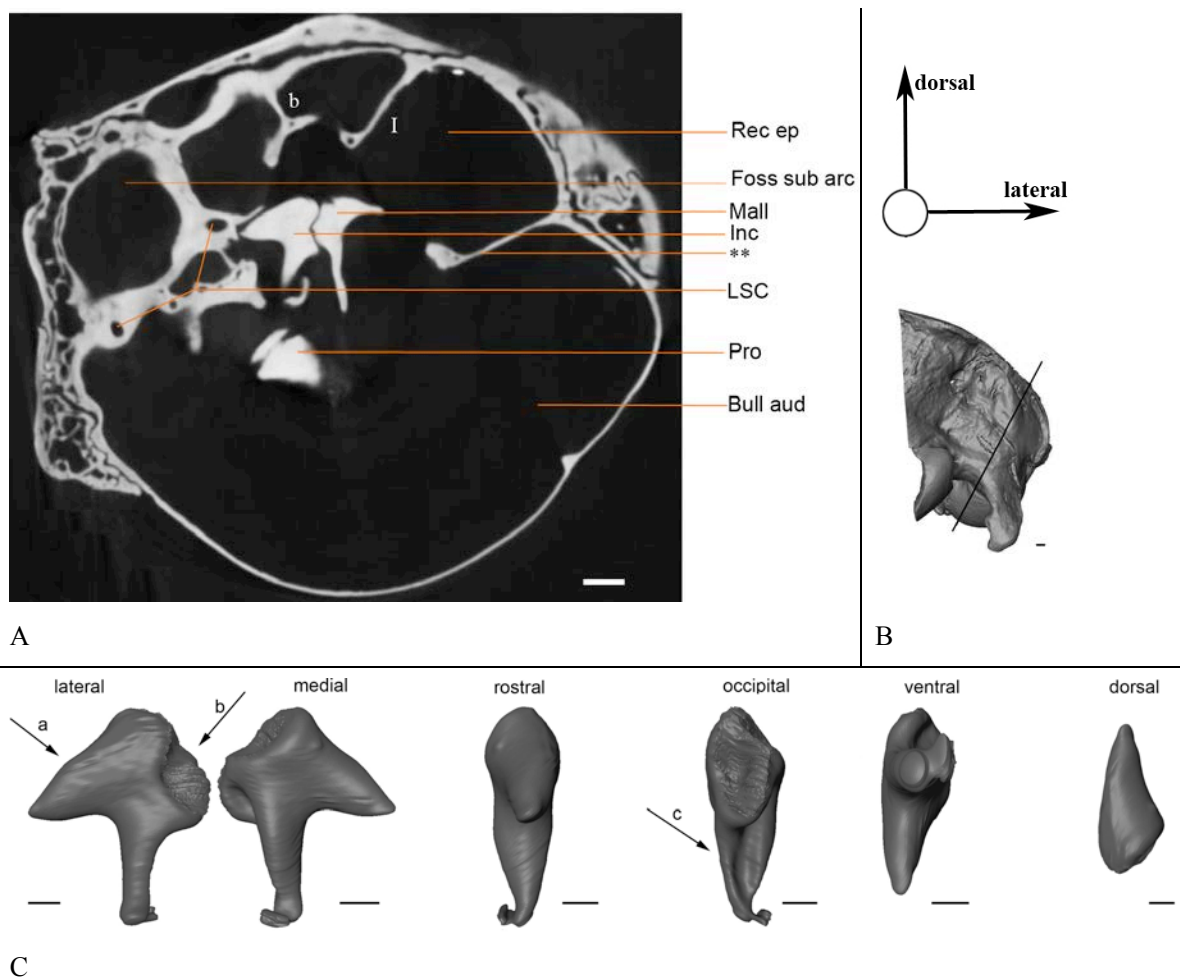 b
I
Rec ep
Foss sub arc
Mall
Inc
**
LSC
Pro
Bull aud
A
dorsal
lateral
B
lateral
medial
rostral
occipital
ventral
dorsal
a
b
c
C